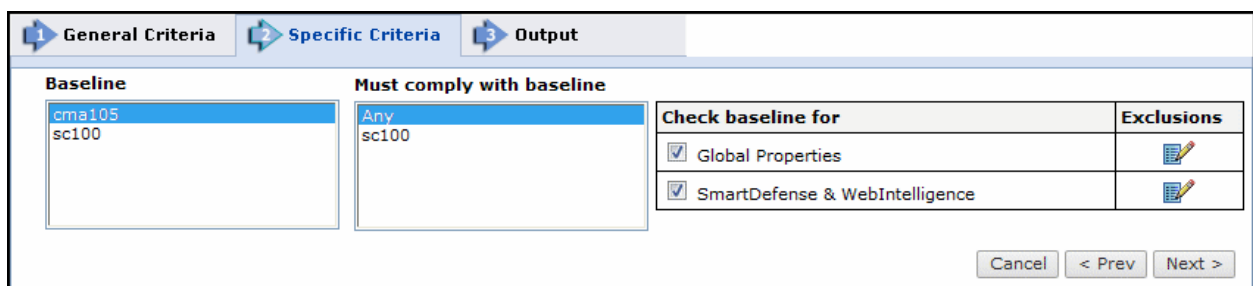 1 General Criteria
2 Specific Criteria
3 Output
Baseline
cma105
sc100
Must comply with baseline
Any
sc100
Check baseline for Exclusions
Global Properties
SmartDefense & WebIntelligence
Cancel < Prev Next >